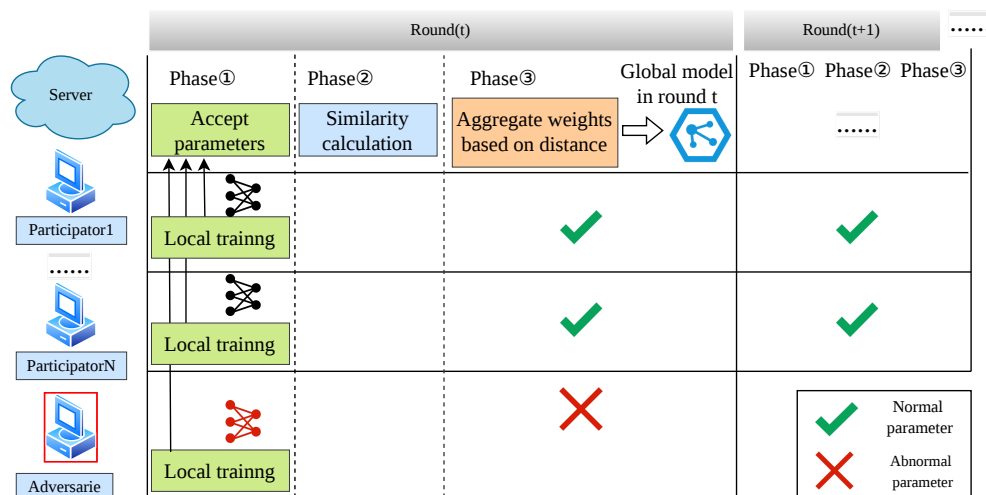 Round(t)
Round(t+1)
......
Server
Phase①
Phase②
Phase③
Global model
in round t
Phase① Phase② Phase③
Accept
parameters
Similarity
calculation
Aggregate weights
based on distance
......
Participator1
Local trainng
......
ParticipatorN
Local trainng
Adversarie
Local trainng
Normal
parameter
Abnormal
parameter